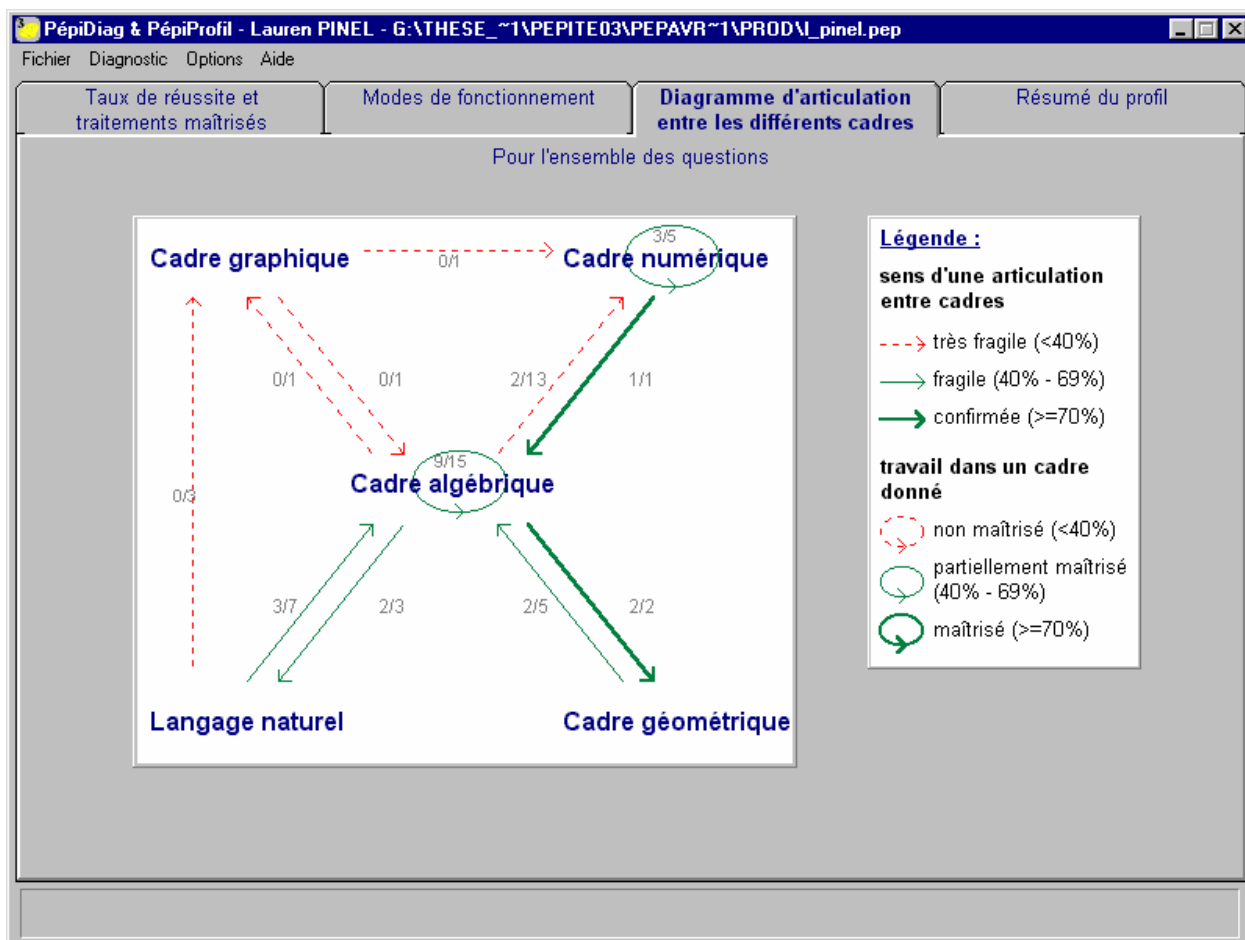 PépiDiag & PépiProfil - Lauren PINEL - G:\THESE_~1\PEPITE03\PEPAVR~1\PROD\l_pinel.pep
Fichier Diagnostic Options Aide
Taux de réussite et
traitements maîtrisés
Modes de fonctionnement
Diagramme d'articulation
entre les différents cadres
Résumé du profil
Pour l'ensemble des questions
3/5
Cadre graphique
0/1
Cadre numérique
0/1
0/1
2/13
1/1
9/15
Cadre algébrique
0/3
3/7
2/3
2/5
2/2
Langage naturel
Cadre géométrique
Légende :
sens d'une articulation
entre cadres
très fragile (<40%)
fragile (40% - 69%)
confirmée (>=70%)
travail dans un cadre
donné
non maîtrisé (<40%)
partiellement maîtrisé
(40% - 69%)
maîtrisé (>=70%)